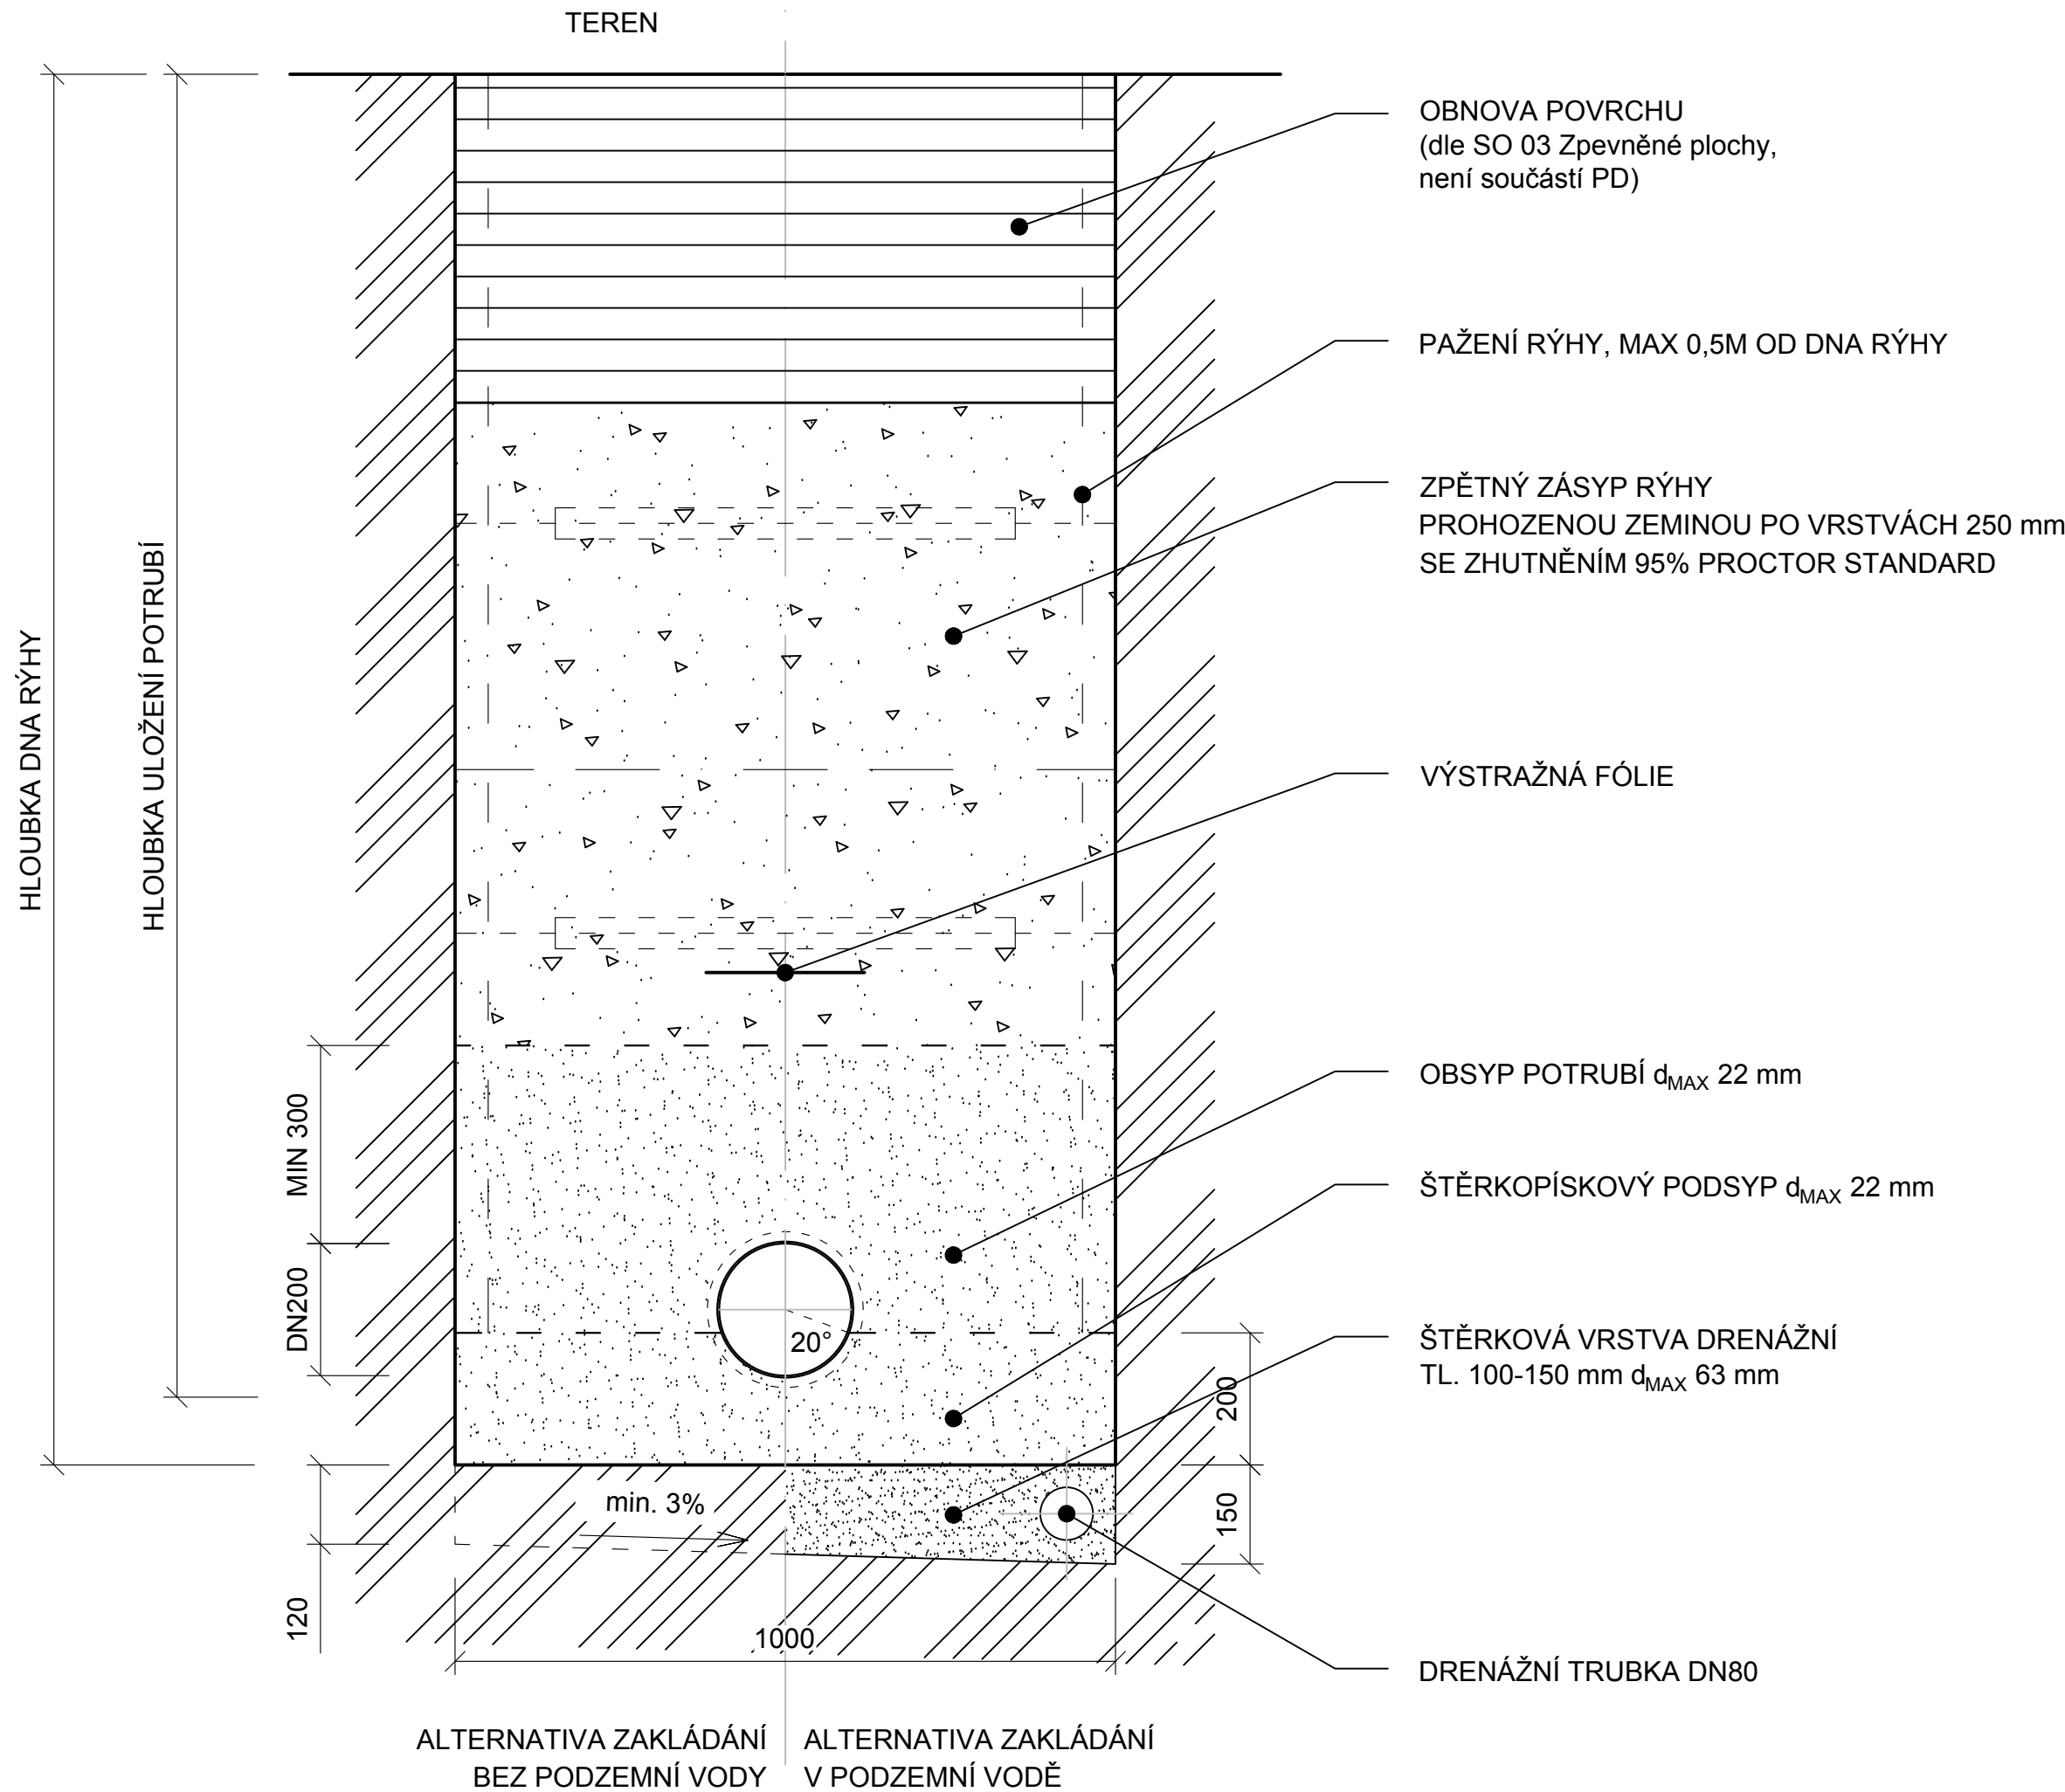 TEREN
OBNOVA POVRCHU
(dle SO 03 Zpevněné plochy,
není součástí PD)
PAŽENÍ RÝHY, MAX 0,5M OD DNA RÝHY
ZPĚTNÝ ZÁSYP RÝHY
PROHOZENOU ZEMINOU PO VRSTVÁCH 250 mm
SE ZHUTNĚNÍM 95% PROCTOR STANDARD
HLOUBKA DNA RÝHY
HLOUBKA ULOŽENÍ POTRUBÍ
VÝSTRAŽNÁ FÓLIE
OBSYP POTRUBÍ dMAX 22 mm
MIN 300
ŠTĚRKOPÍSKOVÝ PODSYP dMAX 22 mm
DN200
20°
ŠTĚRKOVÁ VRSTVA DRENÁŽNÍ
TL. 100-150 mm dMAX 63 mm
200
min. 3%
150
120
1000
DRENÁŽNÍ TRUBKA DN80
ALTERNATIVA ZAKLÁDÁNÍ
BEZ PODZEMNÍ VODY
ALTERNATIVA ZAKLÁDÁNÍ
V PODZEMNÍ VODĚ